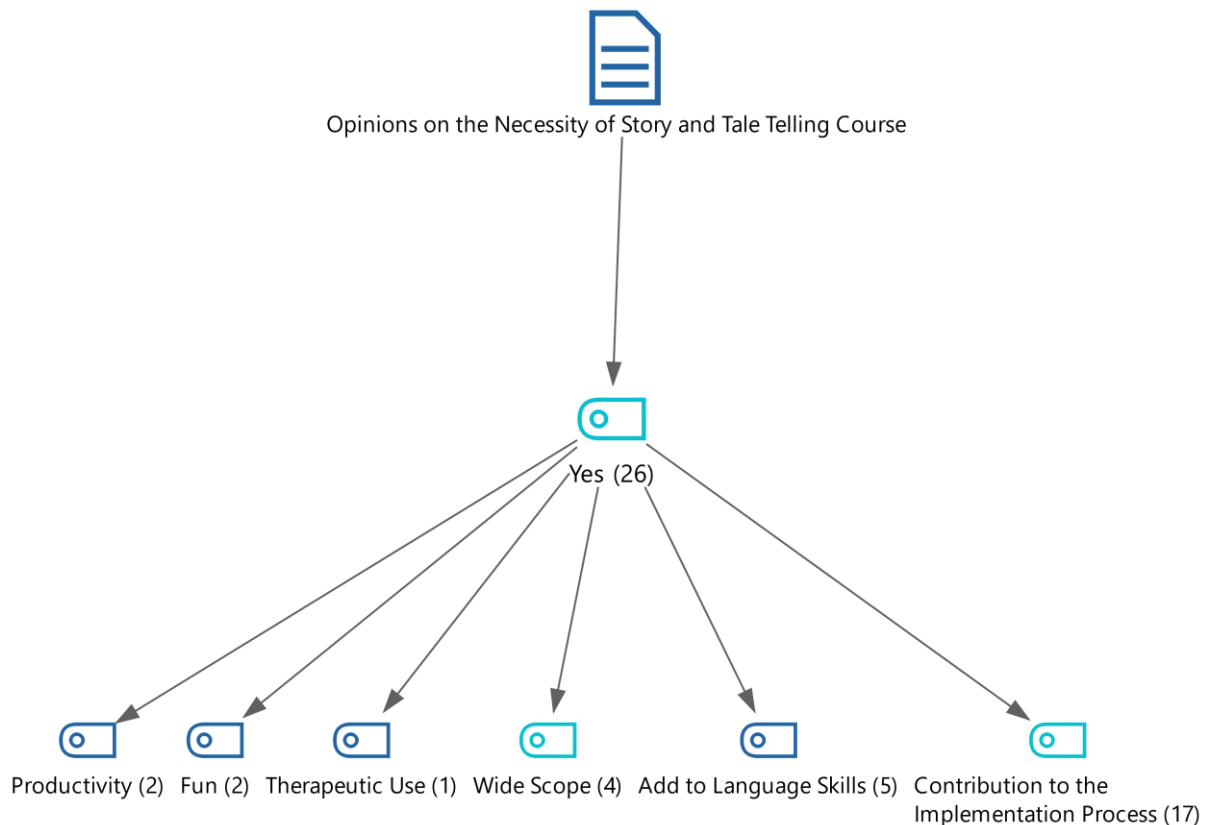 Opinions on the Necessity of Story and Tale Telling Course
Yes (26)
Productivity (2)
Fun (2)
Therapeutic Use (1)
Wide Scope (4)
Add to Language Skills (5)
Contribution to the
Implementation Process (17)